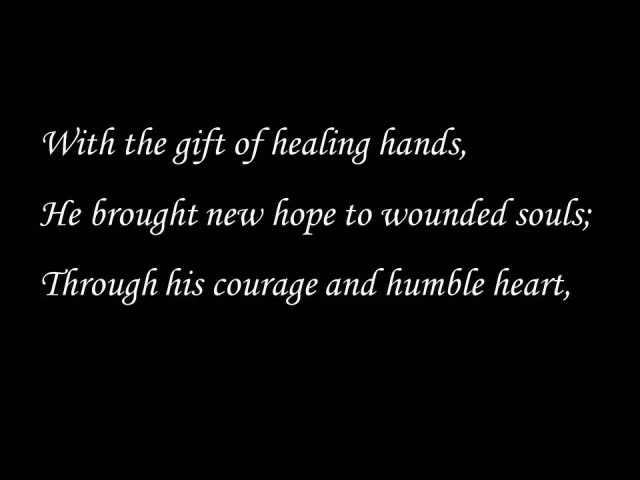 With the gift of healing hands,
He brought new hope to wounded souls;
Through his courage and humble heart,